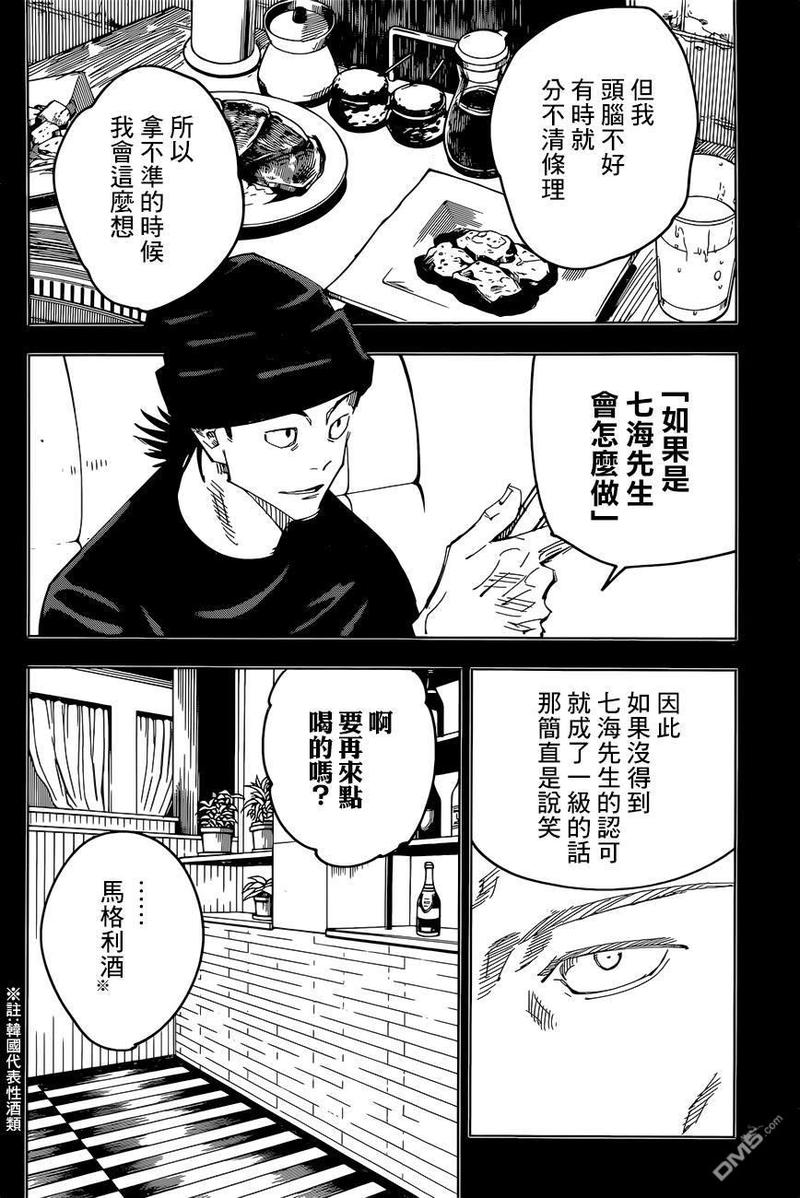 但我
頭腦不好
有時就
分不清條理
所以
拿不準的時候
我會這麼想
「如果是
七海先生
會怎麼做」
因此
如果沒得到
七海先生的認可
就成了一級的話
那簡直是說笑
啊
要再來點
喝的嗎?
……
馬格利酒※
※註:韓國代表性酒類
DM5.com